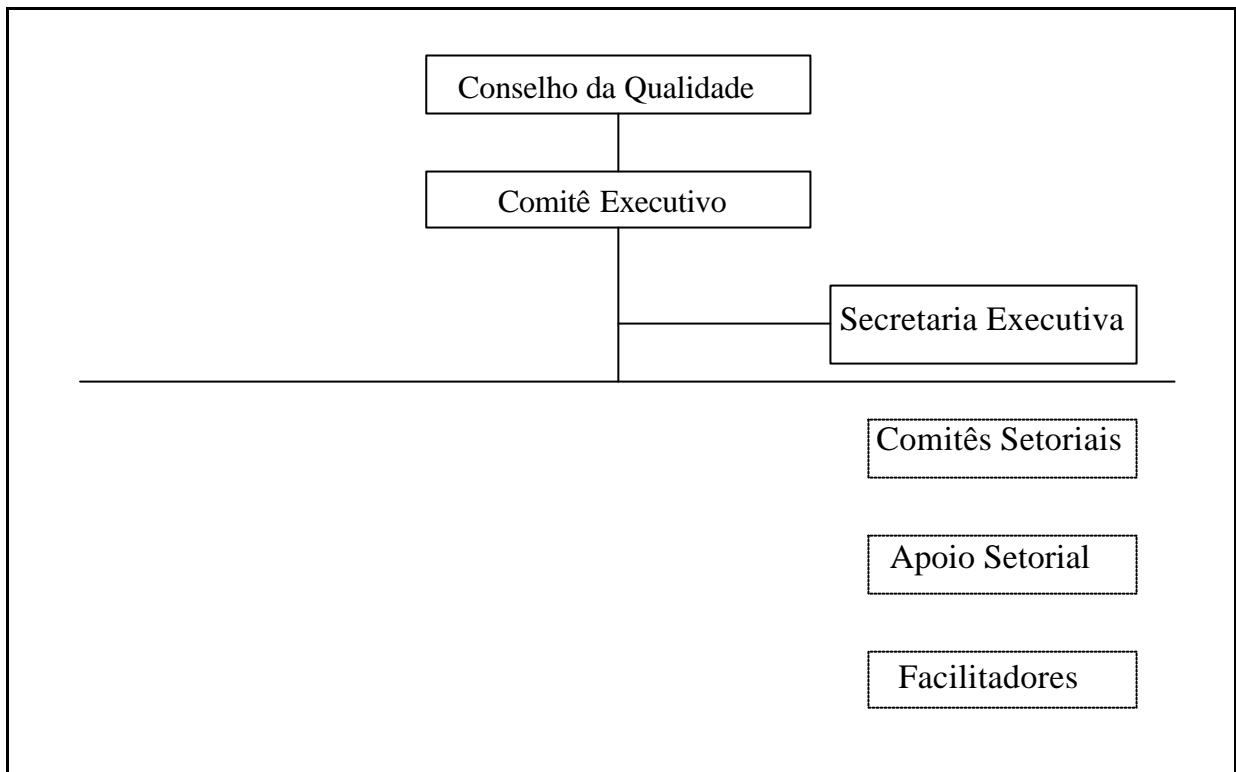 Conselho da Qualidade
Comitê Executivo
Secretaria Executiva
Comitês Setoriais
Apoio Setorial
Facilitadores